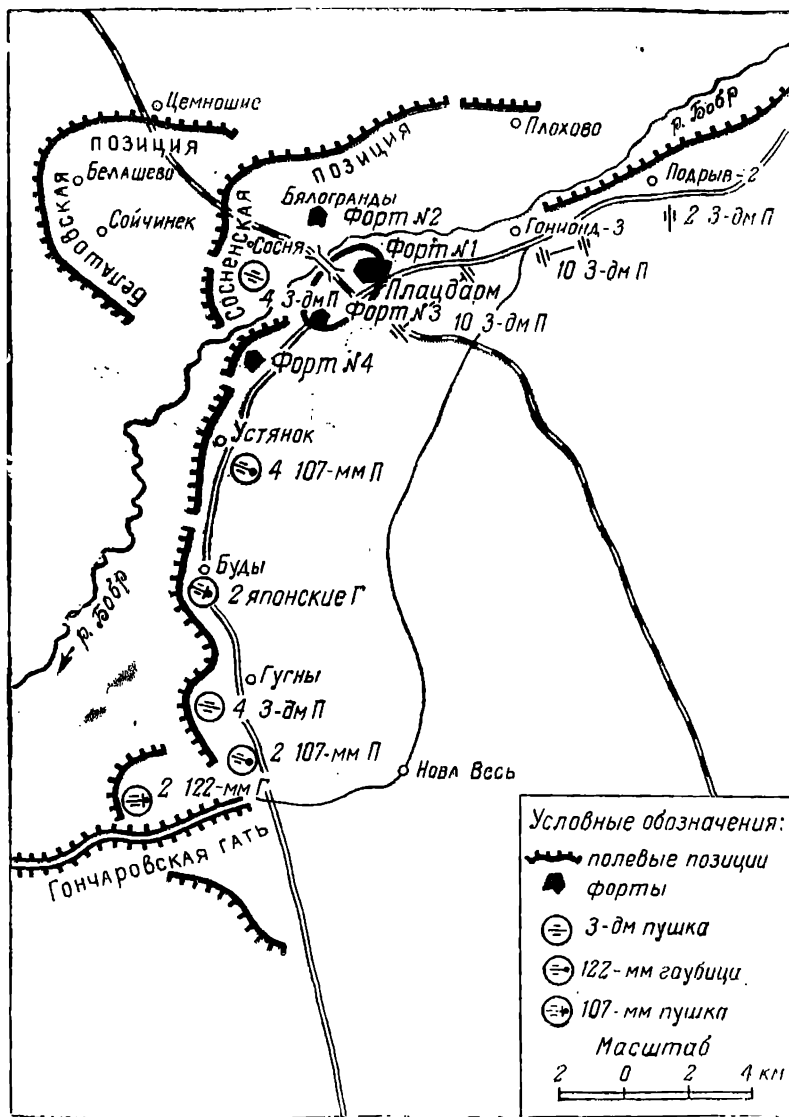 Цемношис
ПОЗИЦИЯ
Белашево
Сойчинек
БЕЛАШОВСКАЯ
Плохово
р. Бобр
Подрыв-2
ПОЗИЦИЯ
СОСНЕНСКАЯ
Бялогранды
Форт №2
Гониондз-3
2 3-дм П
Сосня
Форт №1
10 3-дм П
Плацдарм
4 3-дм П
Форт №3
10 3-дм П
Форт №4
Устянок
4 107-мм П
Буды
2 японские Г
р. Бобр
Гугны
4 3-дм П
2 107-мм П
Нова Весь
2 122-мм Г
ГОНЧАРОВСКАЯ ГАТЬ
Условные обозначения:
полевые позиции
форты
3-дм пушка
122-мм гаубици
107-мм пушка
Масштаб
2 0 2 4 км